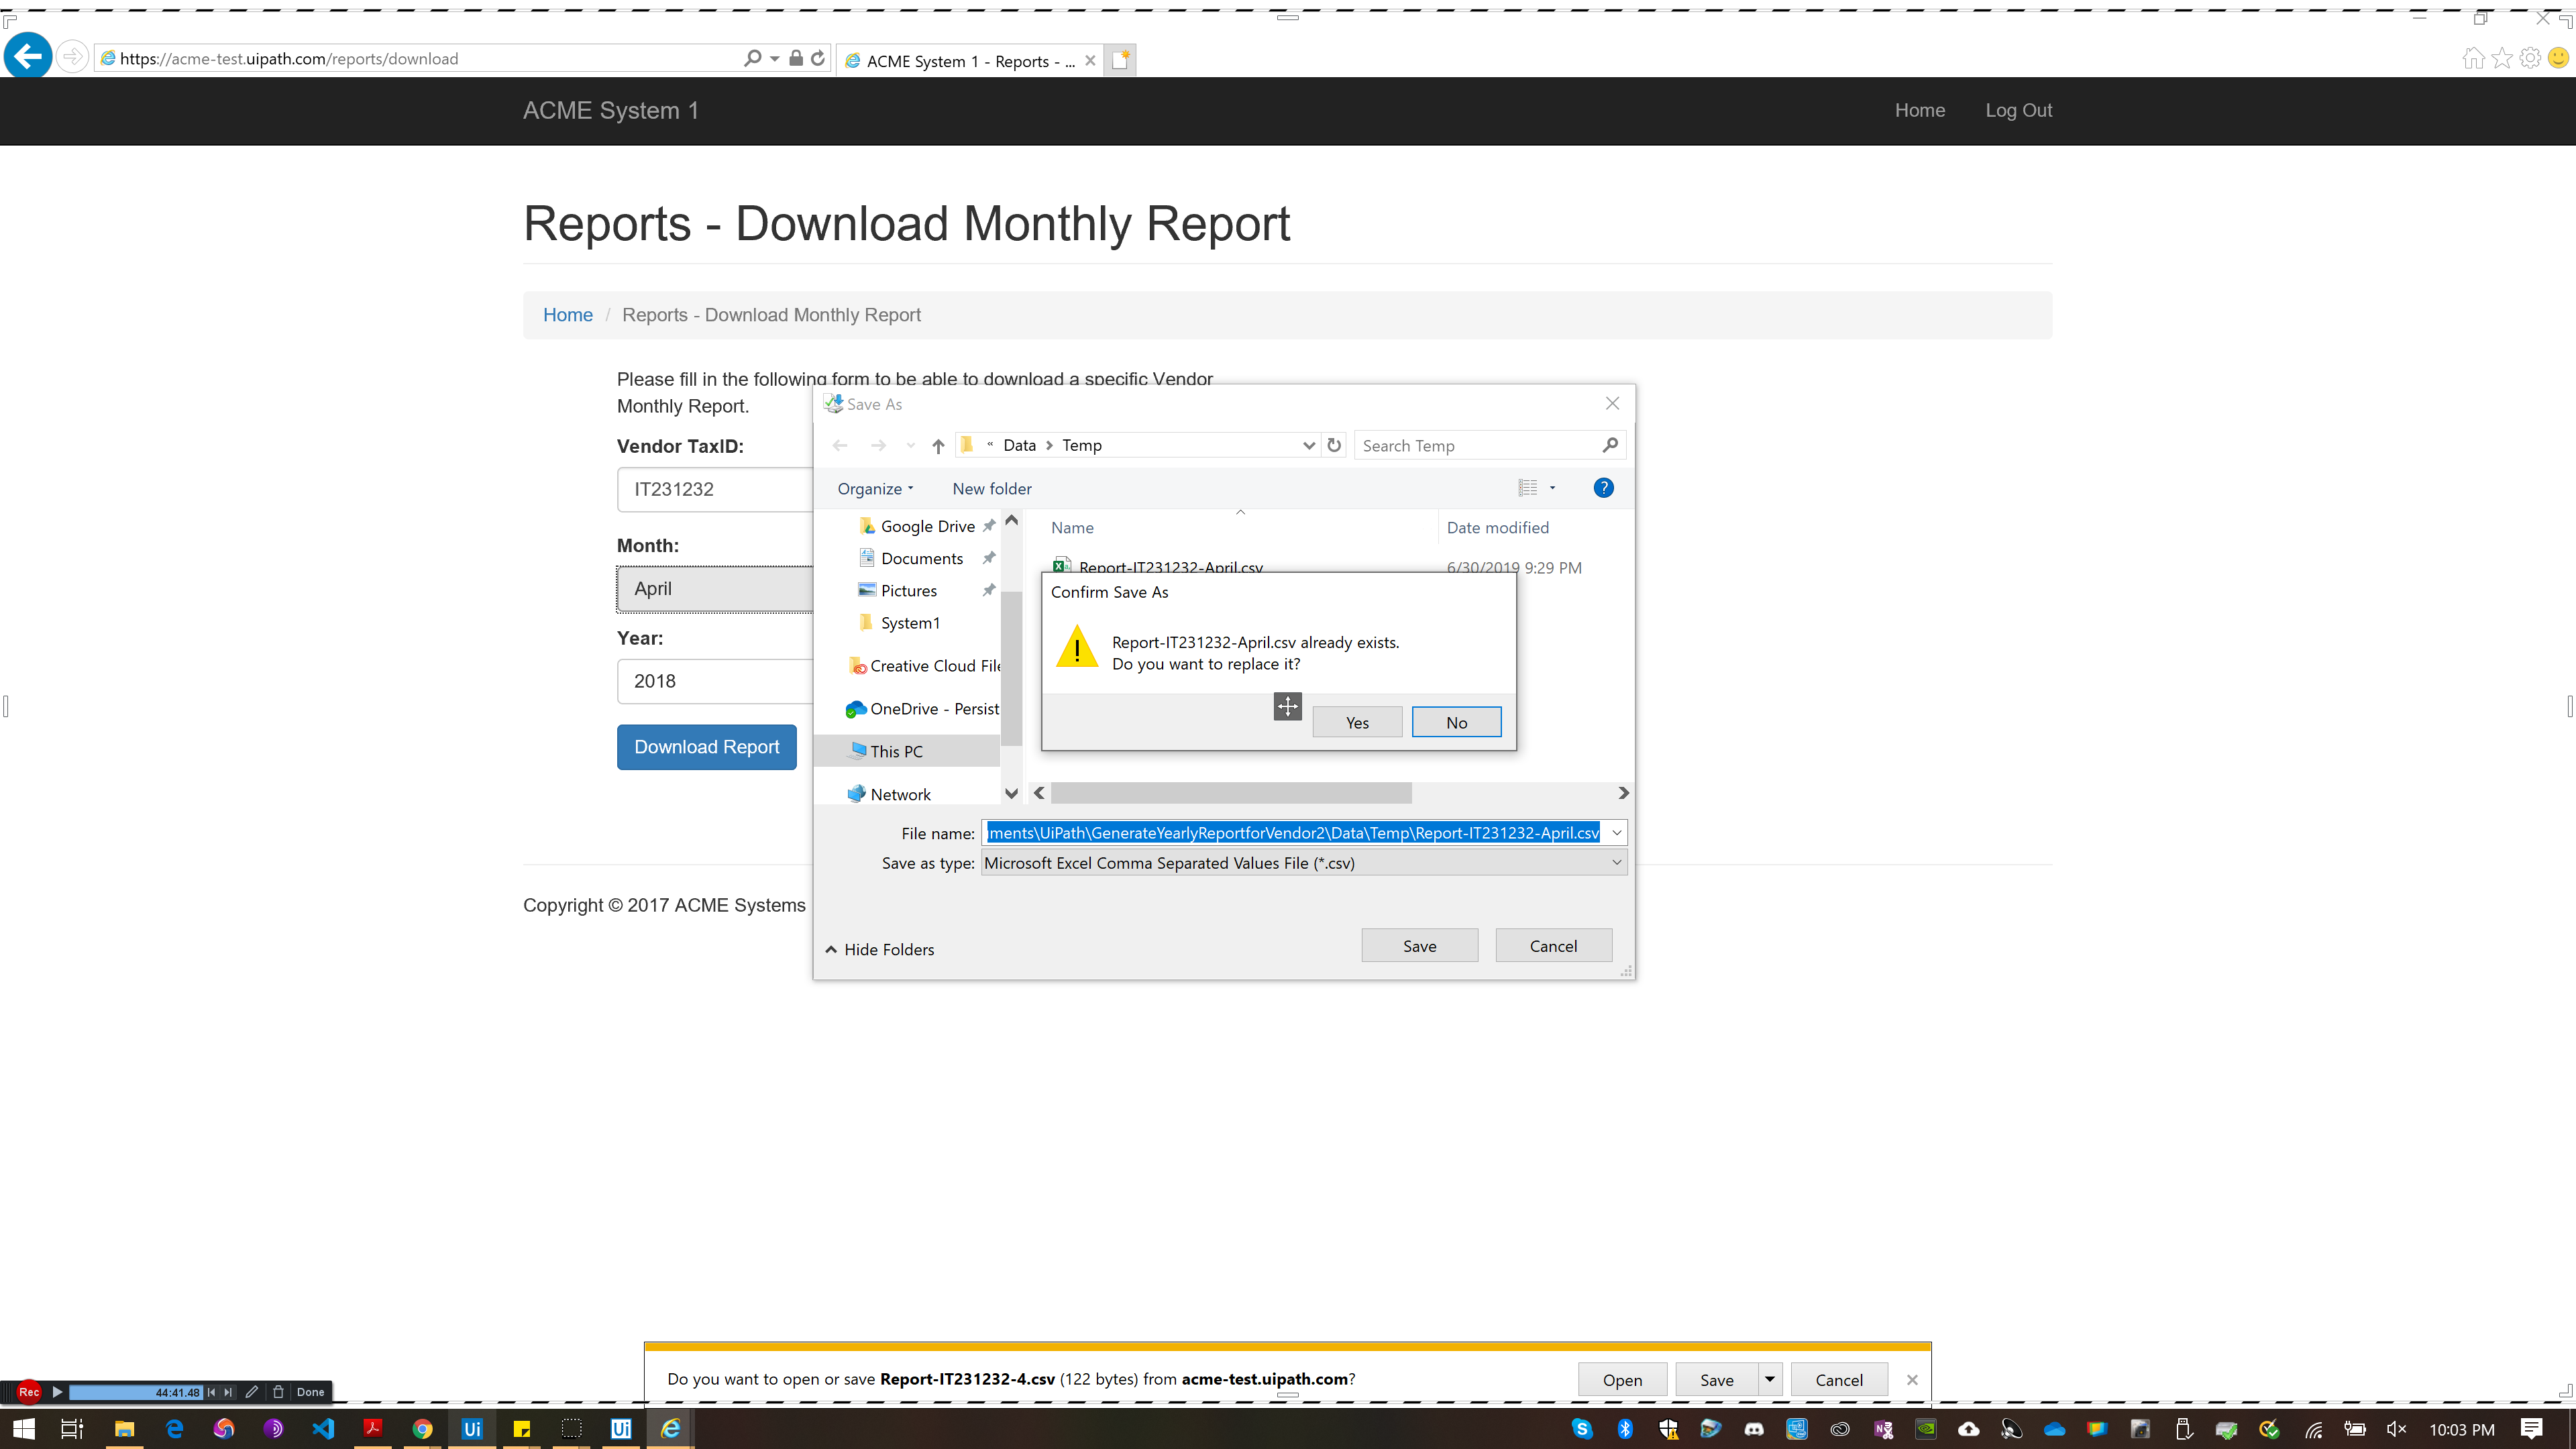 https://acme-test.uipath.com/reports/download
ACME System 1 - Reports - ...
ACME System 1
Home
Log Out
Reports - Download Monthly Report
Home / Reports - Download Monthly Report
Please fill in the following form to be able to download a specific Vendor
Monthly Report.
Vendor TaxID:
IT231232
Month:
April
Year:
2018
Download Report
Copyright © 2017 ACME Systems
Save As
« Data > Temp
Search Temp
Organize
New folder
Google Drive
Documents
Pictures
System1
Creative Cloud File
OneDrive - Persist
This PC
Network
Name
Date modified
Report-IT231232-April.csv
6/30/2019 9:29 PM
Confirm Save As
Report-IT231232-April.csv already exists.
Do you want to replace it?
Yes
No
File name: ments\UiPath\GenerateYearlyReportforVendor2\Data\Temp\Report-IT231232-April.csv
Save as type: Microsoft Excel Comma Separated Values File (*.csv)
Hide Folders
Save
Cancel
Do you want to open or save Report-IT231232-4.csv (122 bytes) from acme-test.uipath.com?
Open
Save
Cancel
Rec
44:41.48
Done
Ui
Ui
10:03 PM